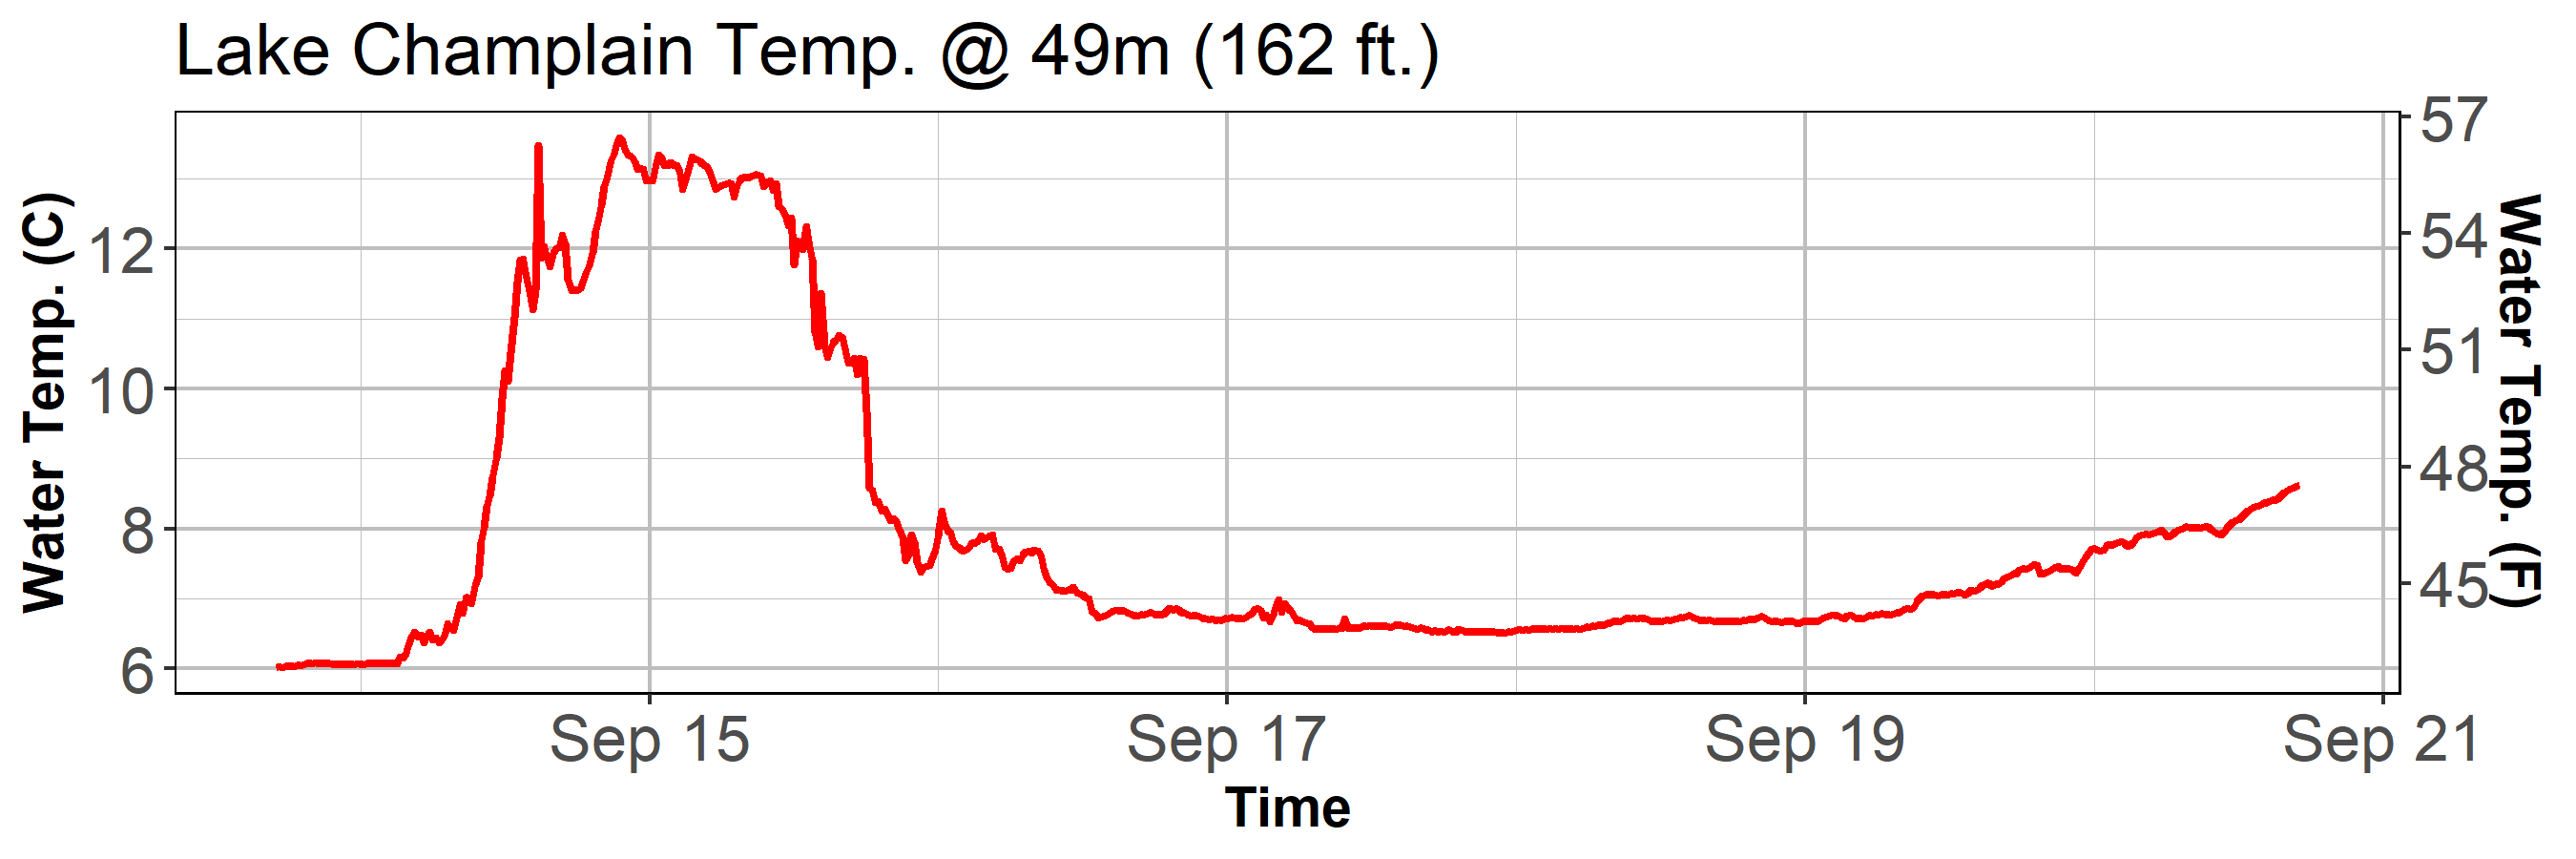 Lake Champlain Temp. @ 49m (162 ft.)
Water Temp. (C)
12
10
8
6
57
54
51
48
45
Water Temp. (F)
Sep 15
Sep 17
Sep 19
Sep 21
Time